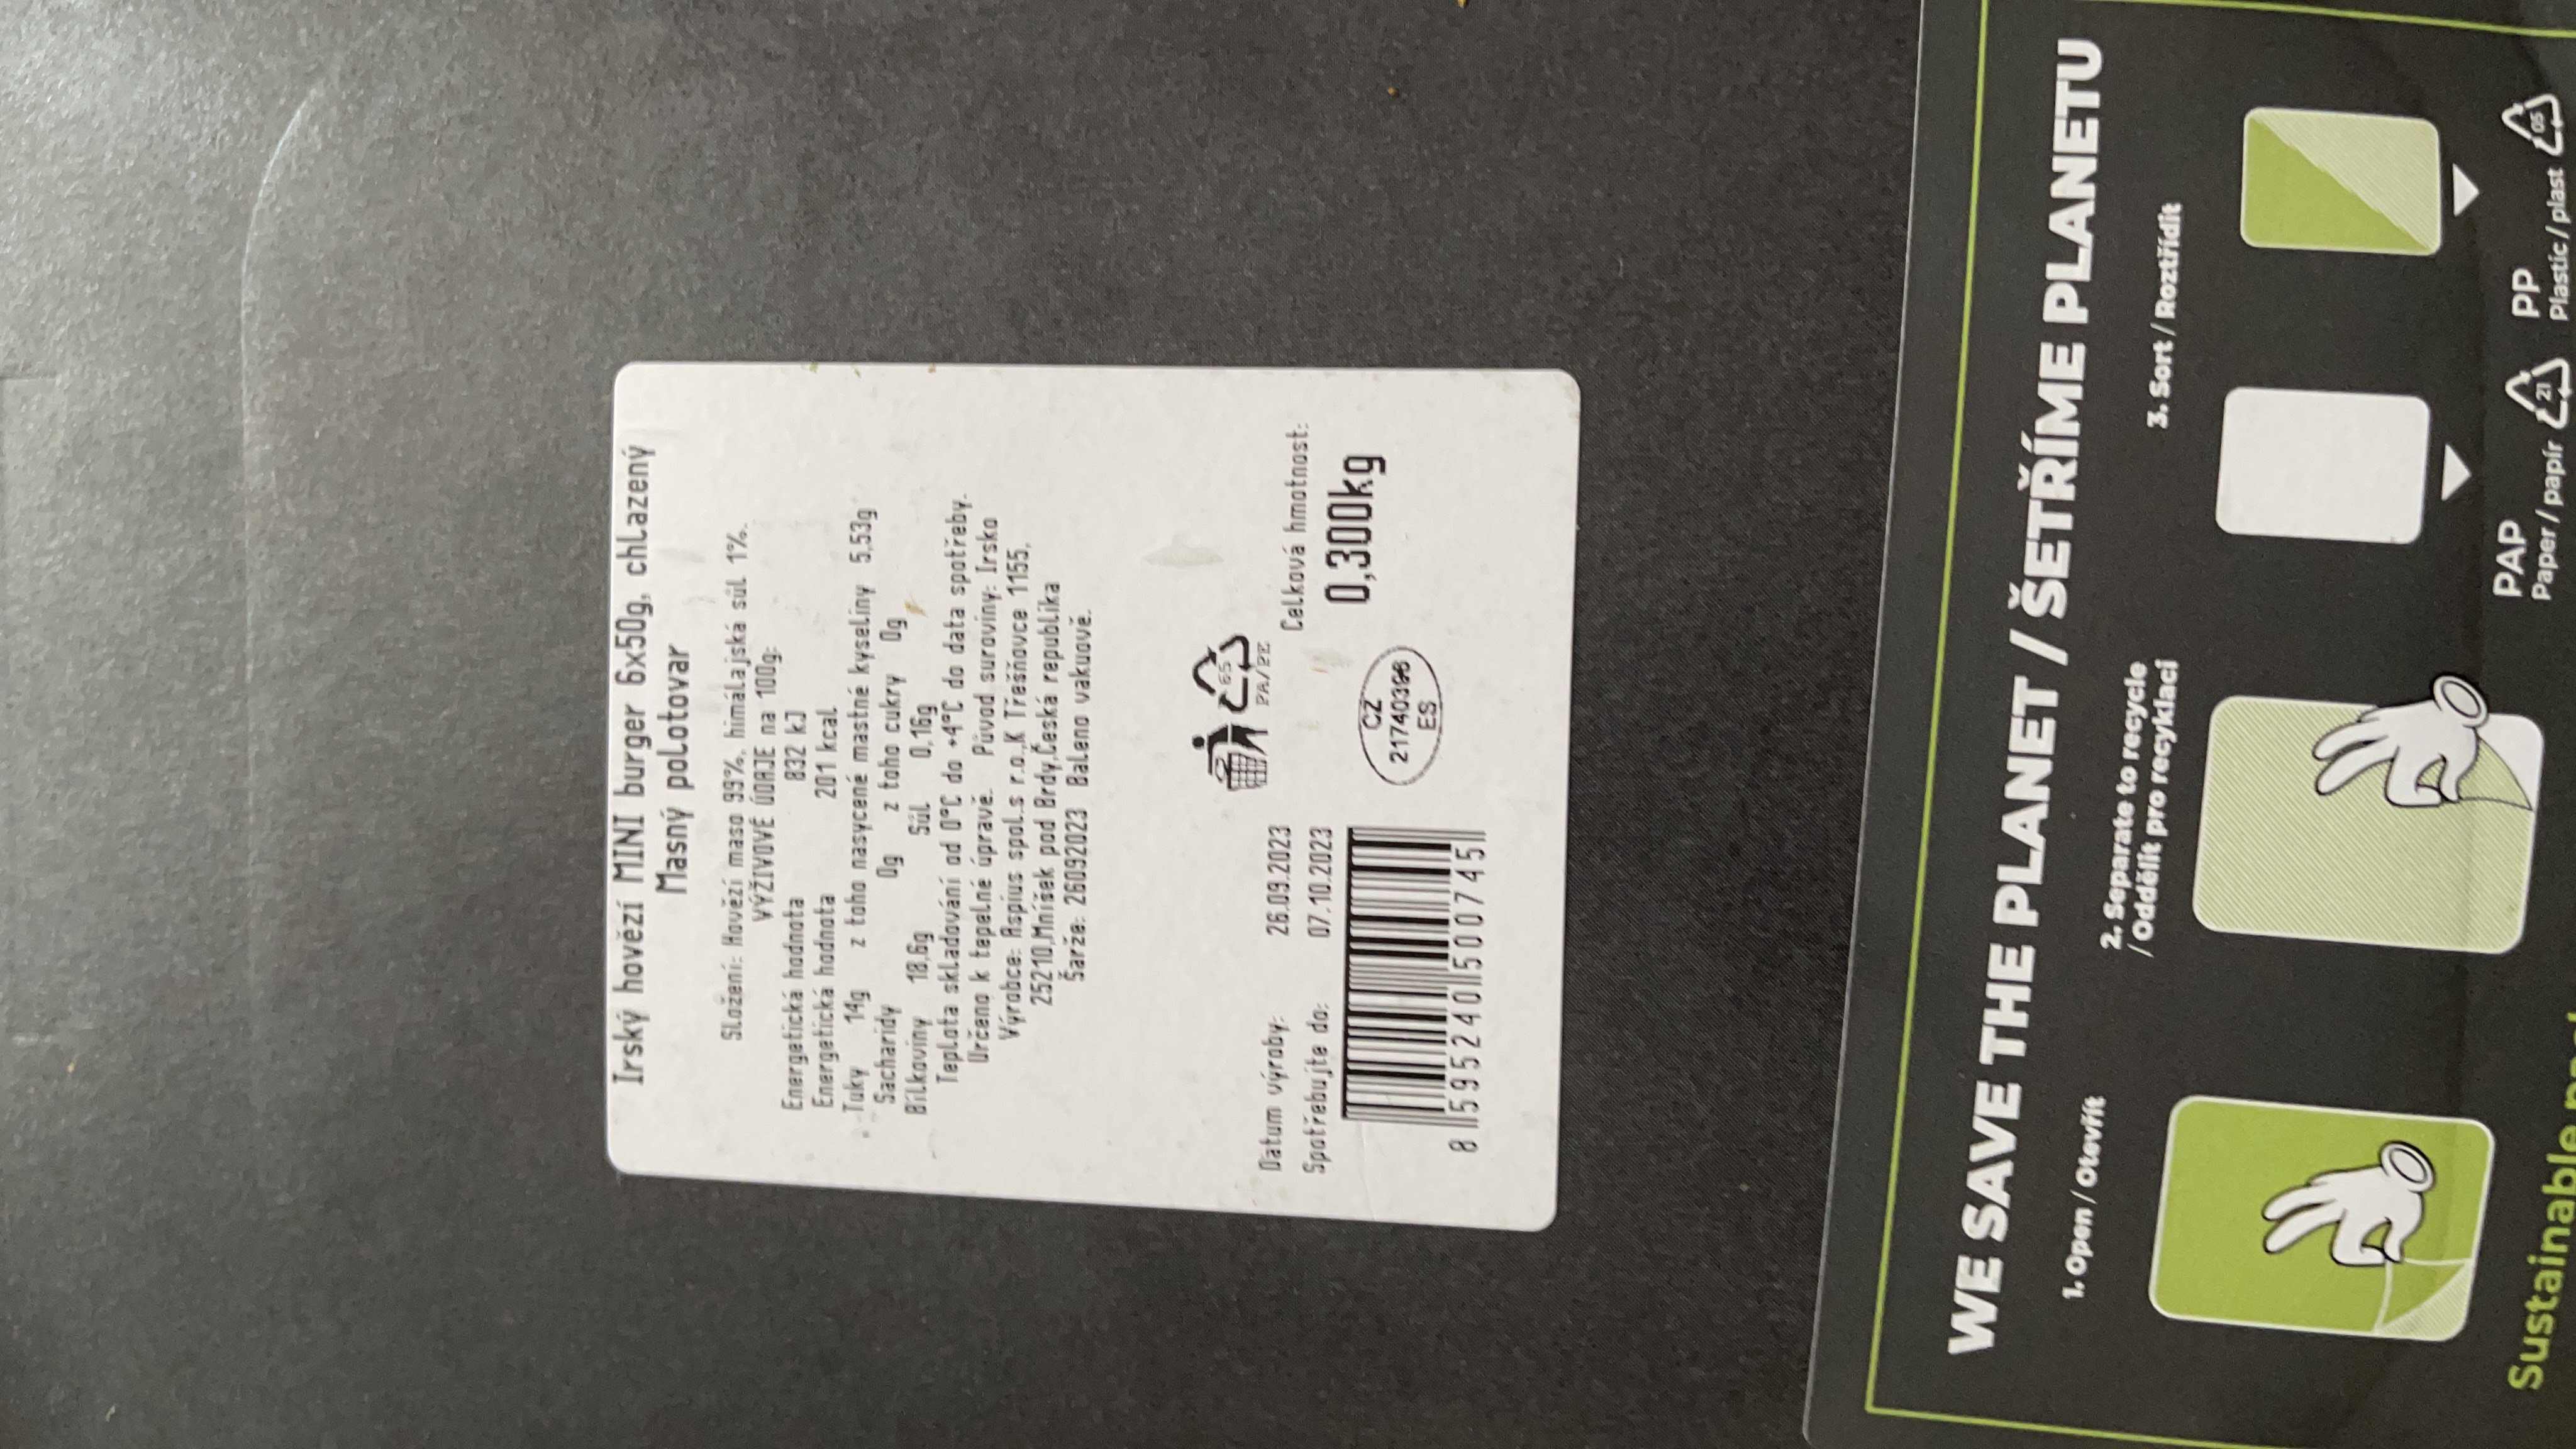 Irský hovězí MINI burger 6x50g, chlazený
Masný polotovar
Složení: Hovězí maso 99%, himálajská sůl 1%.
VÝŽIVOVÉ ÚDAJE na 100g:
Energetická hodnota 832 kJ
Energetická hodnota 201 kcal
Tuky 14g z toho nasycené mastné kyseliny 5,53g
Sacharidy 0g z toho cukry 0g
Bílkoviny 18,6g Sůl 0,16g
Teplota skladování od 0°C do +4°C do data spotřeby.
Určeno k tepelné úpravě. Původ suroviny: Irsko
Výrobce: Aspius spol.s r.o.,K Třešňovce 1155,
25210,Mníšek pod Brdy,Česká republika
Šarže: 26092023 Baleno vakuově.
65
PA/PE
Datum výroby: 26.09.2023
Spotřebujte do: 07.10.2023
Celková hmotnost:
0,300kg
CZ
ES
8 595240 500745
WE SAVE THE PLANET / ŠETŘÍME PLANETU
1. Open / Otevřít
2. Separate to recycle
/ Oddělit pro recyklaci
3. Sort / Roztřídit
PAP
Paper / papír
21
PP
Plastic / plast
05
Sustainable